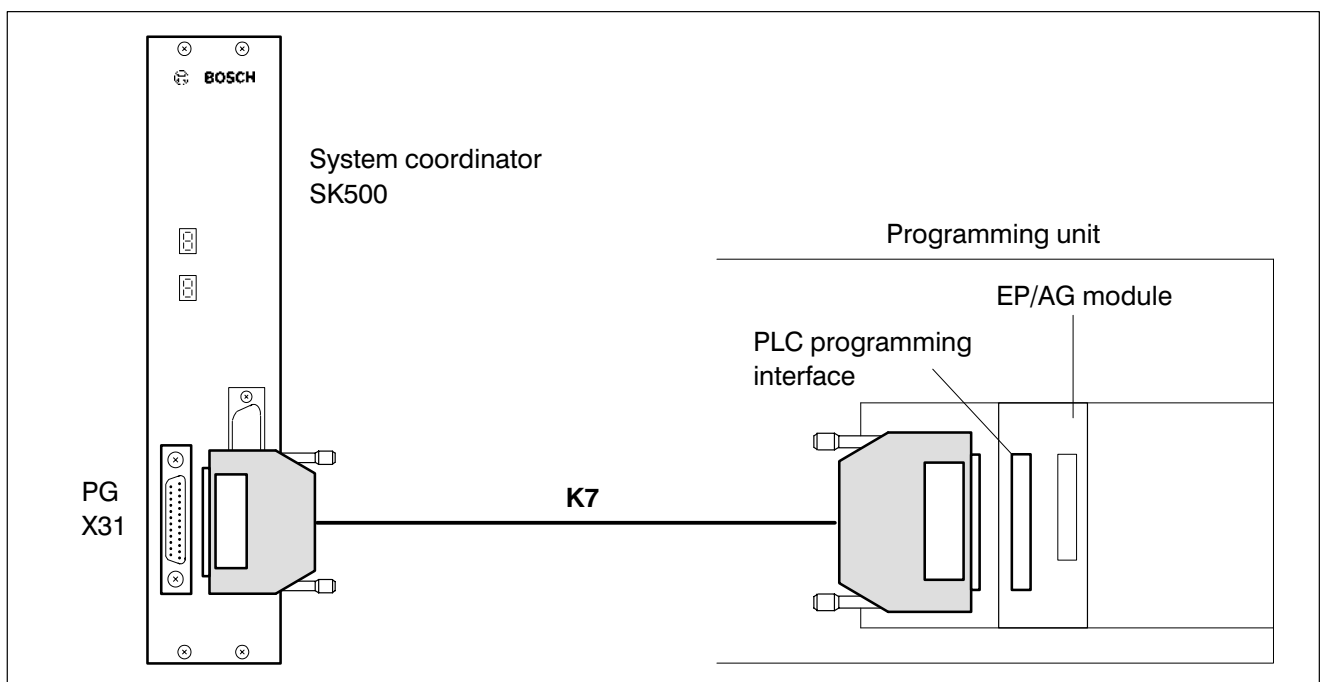 BOSCH
System coordinator
SK500
Programming unit
EP/AG module
PLC programming
interface
PG
X31
K7